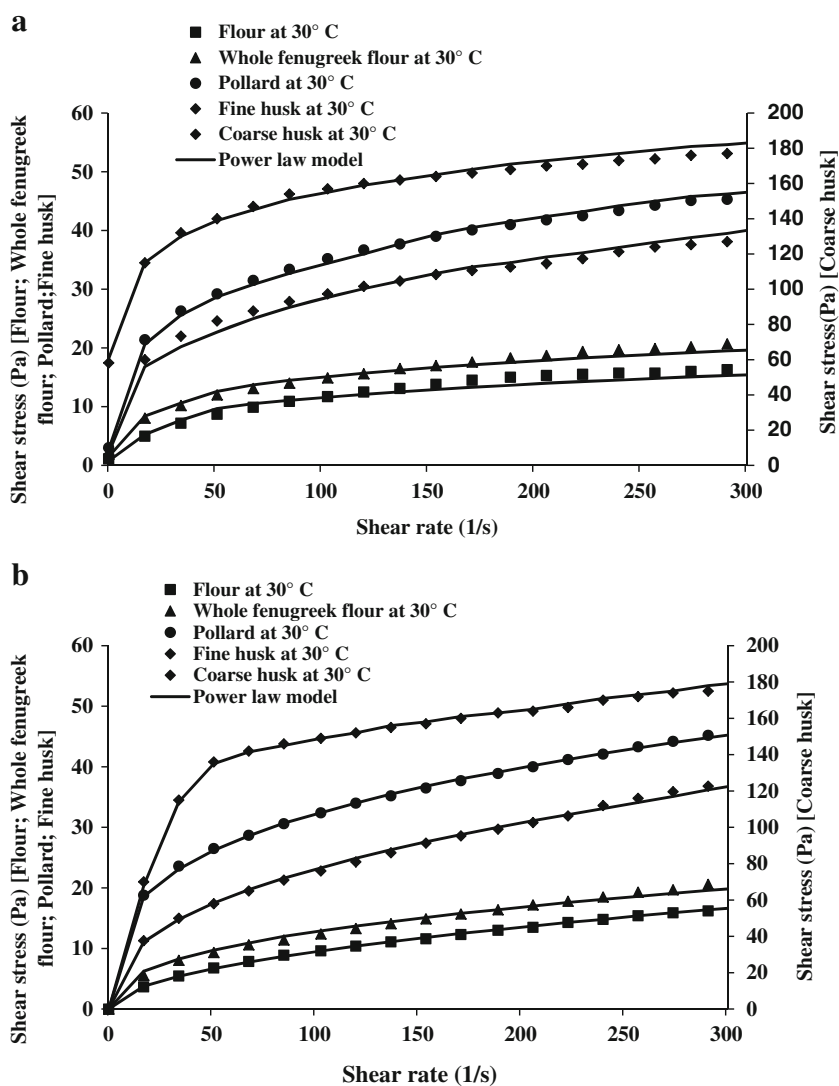 a
Flour at 30° C
Whole fenugreek flour at 30° C
Pollard at 30° C
Fine husk at 30° C
Coarse husk at 30° C
Power law model
Shear stress (Pa) [Flour; Whole fenugreek
flour; Pollard;Fine husk]
60
50
40
30
20
10
0
200
180
160
140
120
100
80
60
40
20
0
Shear stress(Pa) [Coarse husk]
0 50 100 150 200 250 300
Shear rate (1/s)
b
Flour at 30° C
Whole fenugreek flour at 30° C
Pollard at 30° C
Fine husk at 30° C
Coarse husk at 30° C
Power law model
Shear stress (Pa) [Flour; Whole fenugreek
flour; Pollard; Fine husk]
60
50
40
30
20
10
0
200
180
160
140
120
100
80
60
40
20
0
Shear stress (Pa) [Coarse husk]
0 50 100 150 200 250 300
Shear rate (1/s)